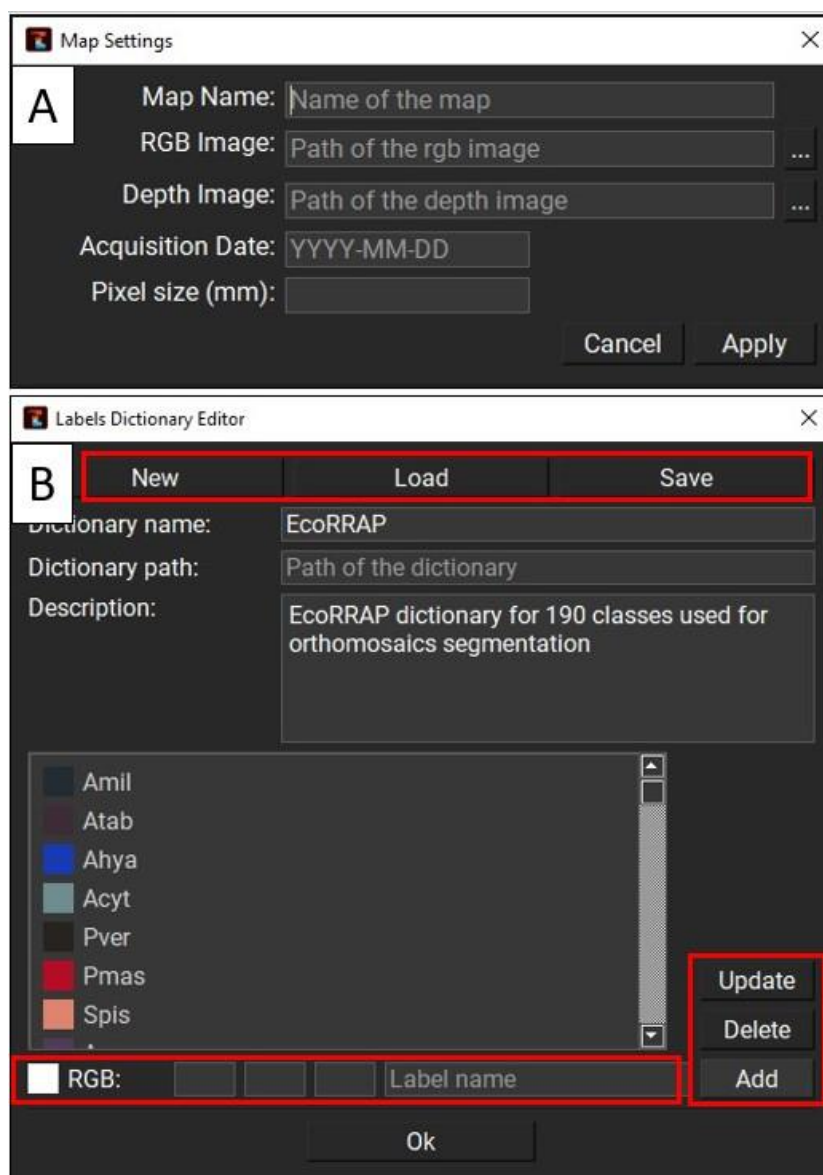 Map Settings
A
Map Name: Name of the map
RGB Image: Path of the rgb image ...
Depth Image: Path of the depth image ...
Acquisition Date: YYYY-MM-DD
Pixel size (mm):
Cancel Apply
Labels Dictionary Editor
B
New Load Save
Dictionary name: EcoRRAP
Dictionary path: Path of the dictionary
Description: EcoRRAP dictionary for 190 classes used for
orthomosaics segmentation
Amil
Atab
Ahya
Acyt
Pver
Pmas
Spis
Update
Delete
RGB: Label name Add
Ok